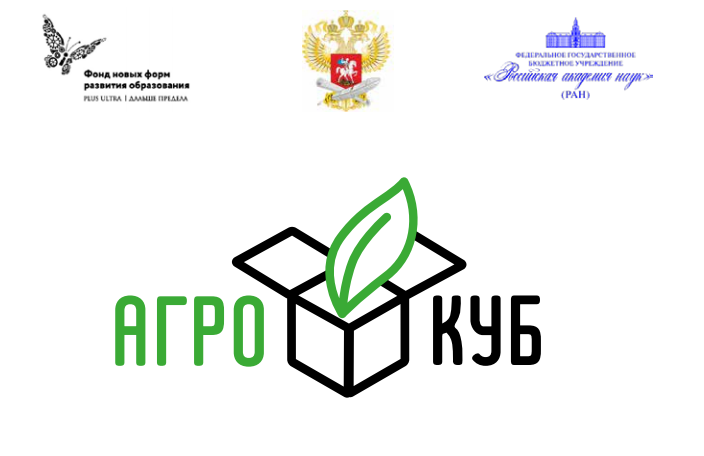 Фонд новых форм
развития образования
PLUS ULTRA | ДАЛЬШЕ ПРЕДЕЛА
ФЕДЕРАЛЬНОЕ ГОСУДАРСТВЕННОЕ
БЮДЖЕТНОЕ УЧРЕЖДЕНИЕ
«Российская академия наук»
(РАН)
АГРО КУБ